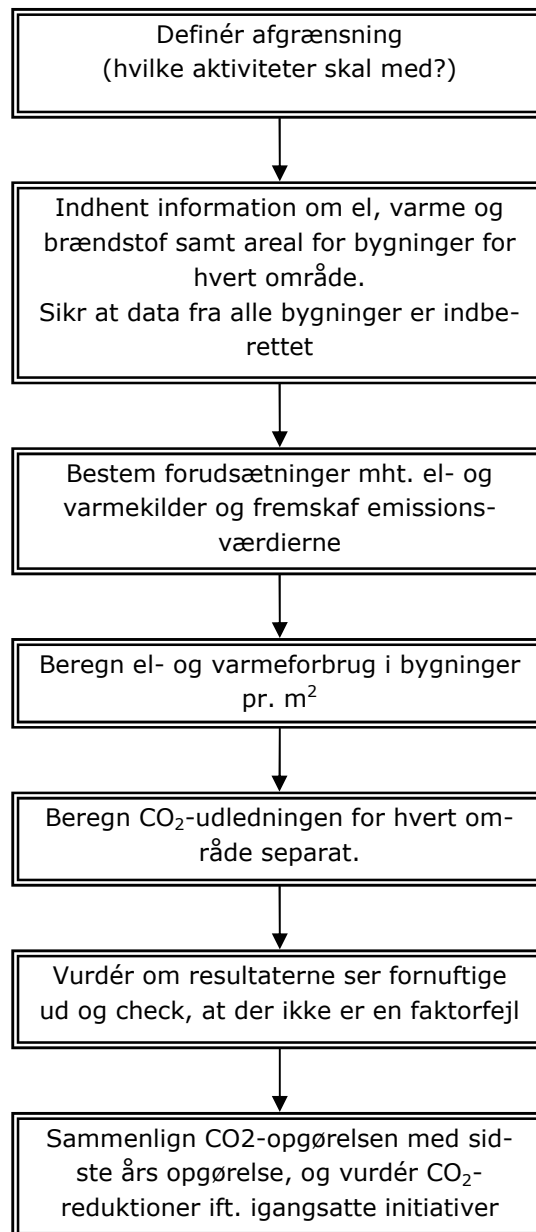 Definér afgrænsning
(hvilke aktiviteter skal med?)
Indhent information om el, varme og
brændstof samt areal for bygninger for
hvert område.
Sikr at data fra alle bygninger er indbe-
rettet
Bestem forudsætninger mht. el- og
varmekilder og fremskaf emissions-
værdierne
Beregn el- og varmeforbrug i bygninger
pr. m²
Beregn CO₂-udledningen for hvert om-
råde separat.
Vurdér om resultaterne ser fornuftige
ud og check, at der ikke er en faktorfejl
Sammenlign CO2-opgørelsen med sid-
ste års opgørelse, og vurdér CO₂-
reduktioner ift. igangsatte initiativer